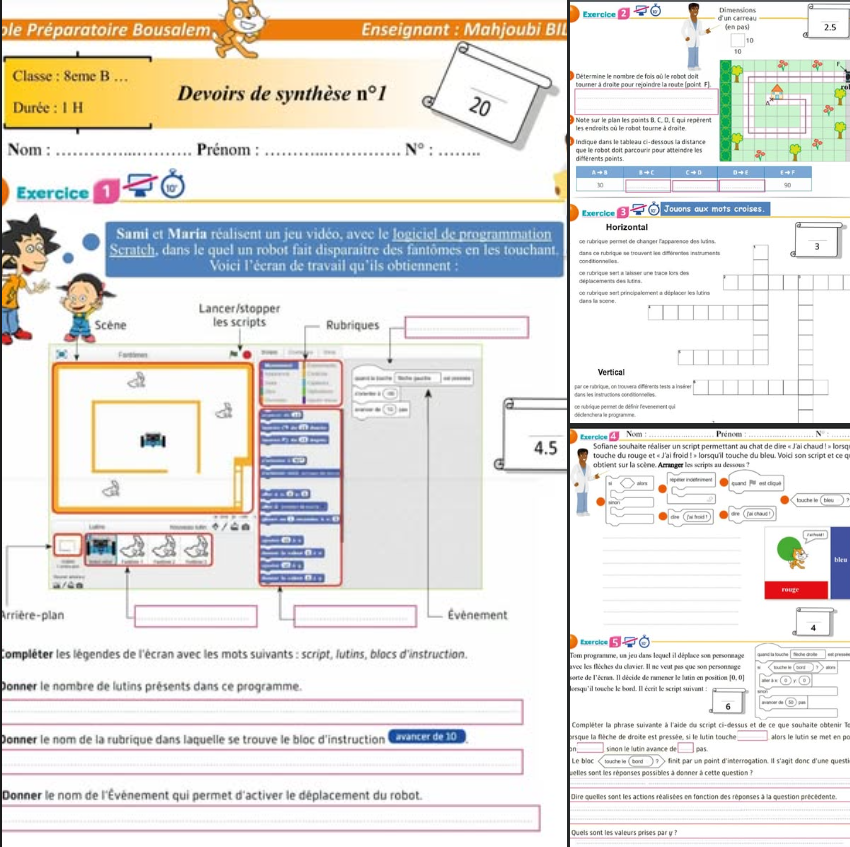 ole Préparatoire Bousalem
Enseignant : Mahjoubi BIL
Classe : 8eme B ...
Durée : 1 H
Devoirs de synthèse n°1
20
Nom : ........................ Prénom : ........................ N° : ........
Exercice 1
10'
Sami et Maria réalisent un jeu vidéo, avec le logiciel de programmation
Scratch, dans le quel un robot fait disparaitre des fantômes en les touchant.
Voici l'écran de travail qu'ils obtiennent :
Lancer/stopper
les scripts
Scène
Rubriques
Fantômes
quand la touche flèche gauche est pressée
avancer de 10 pas
4.5
Lutins
Arrière-plan
Évènement
Compléter les légendes de l'écran avec les mots suivants : script, lutins, blocs d'instruction.
Donner le nombre de lutins présents dans ce programme.
Donner le nom de la rubrique dans laquelle se trouve le bloc d'instruction avancer de 10
Donner le nom de l'Événement qui permet d'activer le déplacement du robot.
Exercice 2
Dimensions
d'un carreau
(en pas)
10
10
2.5
Détermine le nombre de fois où le robot doit
tourner à droite pour rejoindre la route (point F).
Note sur le plan les points B, C, D, E qui repèrent
les endroits où le robot tourne à droite.
Indique dans le tableau ci-dessous la distance
que le robot doit parcourir pour atteindre les
différents points.
A
F
A → B B → C C → D D → E E → F
30 90
Exercice 3
Jouons aux mots croises.
Horizontal
3
ce rubrique permet de changer l'apparence des lutins.
dans ce rubrique se trouvent les différentes instruments
conditionnelles.
ce rubrique sert a laisser une trace lors des
déplacements des lutins.
ce rubrique sert principalement a déplacer les lutins
dans la scene.
Vertical
par ce rubrique, on trouvera différents tests a insérer
dans les instructions conditionnelles.
ce rubrique permet de définir l'evenement qui
déclenchera le programme.
Exercice 4
Nom : ........................ Prénom : ........................ N° : ......
Sofiane souhaite réaliser un script permettant au chat de dire « J'ai chaud ! » lorsqu
touche du rouge et « J'ai froid ! » lorsqu'il touche du bleu. Voici son script et ce qu
obtient sur la scène. Arranger les scripts au dessous ?
si alors
sinon
répéter indéfiniment
quand est cliqué
touche le bleu ?
dire J'ai froid !
dire J'ai chaud !
rouge
bleu
4
Exercice 5
Tom programme, un jeu dans lequel il déplace son personnage
avec les flèches du clavier. Il ne veut pas que son personnage
sorte de l'écran. Il décide de ramener le lutin en position [0, 0]
lorsqu'il touche le bord. Il écrit le script suivant :
6
quand la touche flèche droite est pressée
si touche le bord ? alors
aller à x: 0 y: 0
sinon
avancer de 50 pas
Compléter la phrase suivante à l'aide du script ci-dessus et de ce que souhaite obtenir To
orsque la flèche de droite est pressée, si le lutin touche alors le lutin se met en po
on sinon le lutin avance de pas.
Le bloc touche le bord ? finit par un point d'interrogation. Il s'agit donc d'une questi
uelles sont les réponses possibles à donner à cette question ?
Dire quelles sont les actions réalisées en fonction des réponses à la question précédente.
Quels sont les valeurs prises par y ?